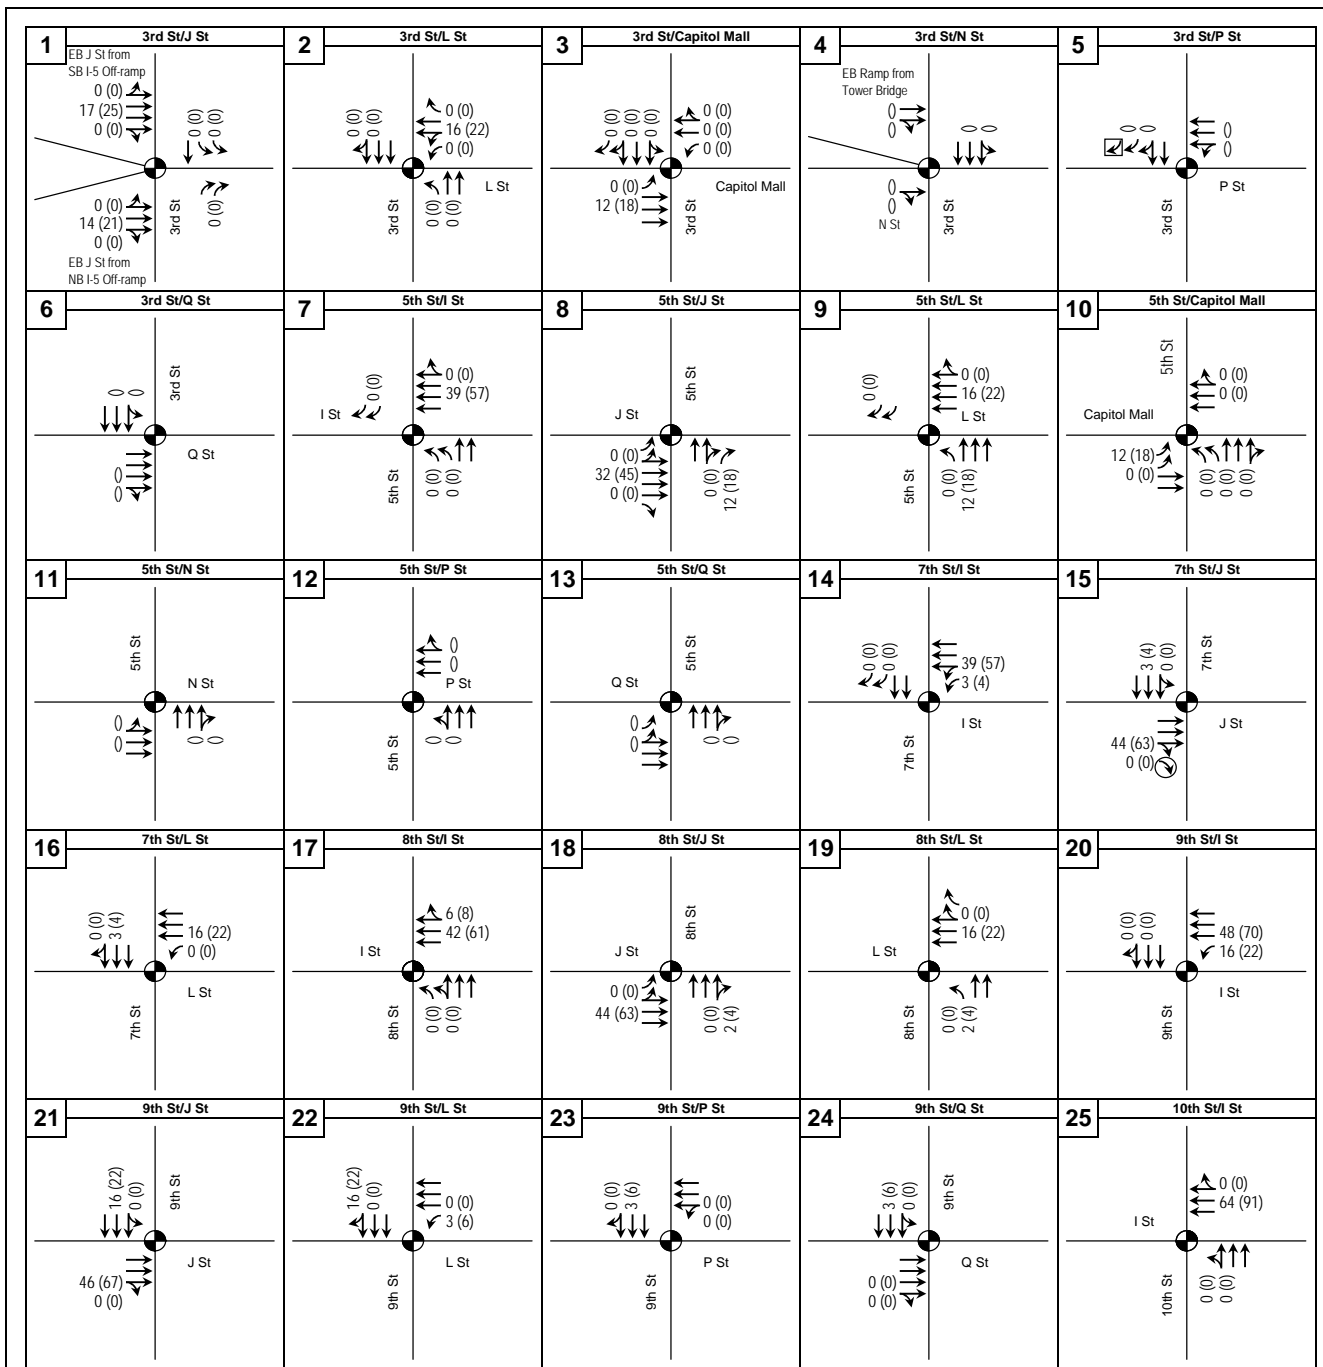 1
3rd St/J St
EB J St from
SB I-5 Off-ramp
0 (0)
17 (25)
0 (0)
0 (0)
0 (0)
0 (0)
14 (21)
0 (0)
3rd St
0 (0)
EB J St from
NB I-5 Off-ramp
2
3rd St/L St
0 (0)
0 (0)
0 (0)
16 (22)
0 (0)
L St
3rd St
0 (0)
0 (0)
3
3rd St/Capitol Mall
0 (0)
0 (0)
0 (0)
0 (0)
0 (0)
0 (0)
0 (0)
12 (18)
Capitol Mall
3rd St
4
3rd St/N St
EB Ramp from
Tower Bridge
()
()
()
()
()
()
N St
3rd St
5
3rd St/P St
()
()
()
()
P St
3rd St
6
3rd St/Q St
()
()
3rd St
Q St
()
()
7
5th St/I St
0 (0)
39 (57)
0 (0)
I St
5th St
0 (0)
0 (0)
8
5th St/J St
5th St
J St
0 (0)
32 (45)
0 (0)
0 (0)
12 (18)
9
5th St/L St
0 (0)
0 (0)
16 (22)
L St
5th St
0 (0)
12 (18)
10
5th St/Capitol Mall
5th St
0 (0)
0 (0)
Capitol Mall
12 (18)
0 (0)
0 (0)
0 (0)
0 (0)
11
5th St/N St
5th St
N St
()
()
()
()
12
5th St/P St
()
()
P St
5th St
()
()
13
5th St/Q St
5th St
Q St
()
()
()
()
14
7th St/I St
0 (0)
0 (0)
39 (57)
3 (4)
I St
7th St
15
7th St/J St
3 (4)
0 (0)
7th St
J St
44 (63)
0 (0)
16
7th St/L St
0 (0)
3 (4)
16 (22)
0 (0)
L St
7th St
17
8th St/I St
6 (8)
42 (61)
I St
8th St
0 (0)
0 (0)
18
8th St/J St
8th St
J St
0 (0)
44 (63)
0 (0)
2 (4)
19
8th St/L St
0 (0)
16 (22)
L St
8th St
0 (0)
2 (4)
20
9th St/I St
0 (0)
0 (0)
48 (70)
16 (22)
I St
9th St
21
9th St/J St
16 (22)
0 (0)
9th St
J St
46 (67)
0 (0)
22
9th St/L St
16 (22)
0 (0)
0 (0)
3 (6)
L St
9th St
23
9th St/P St
0 (0)
3 (6)
0 (0)
0 (0)
P St
9th St
24
9th St/Q St
3 (6)
0 (0)
9th St
Q St
0 (0)
0 (0)
25
10th St/I St
0 (0)
64 (91)
I St
10th St
0 (0)
0 (0)